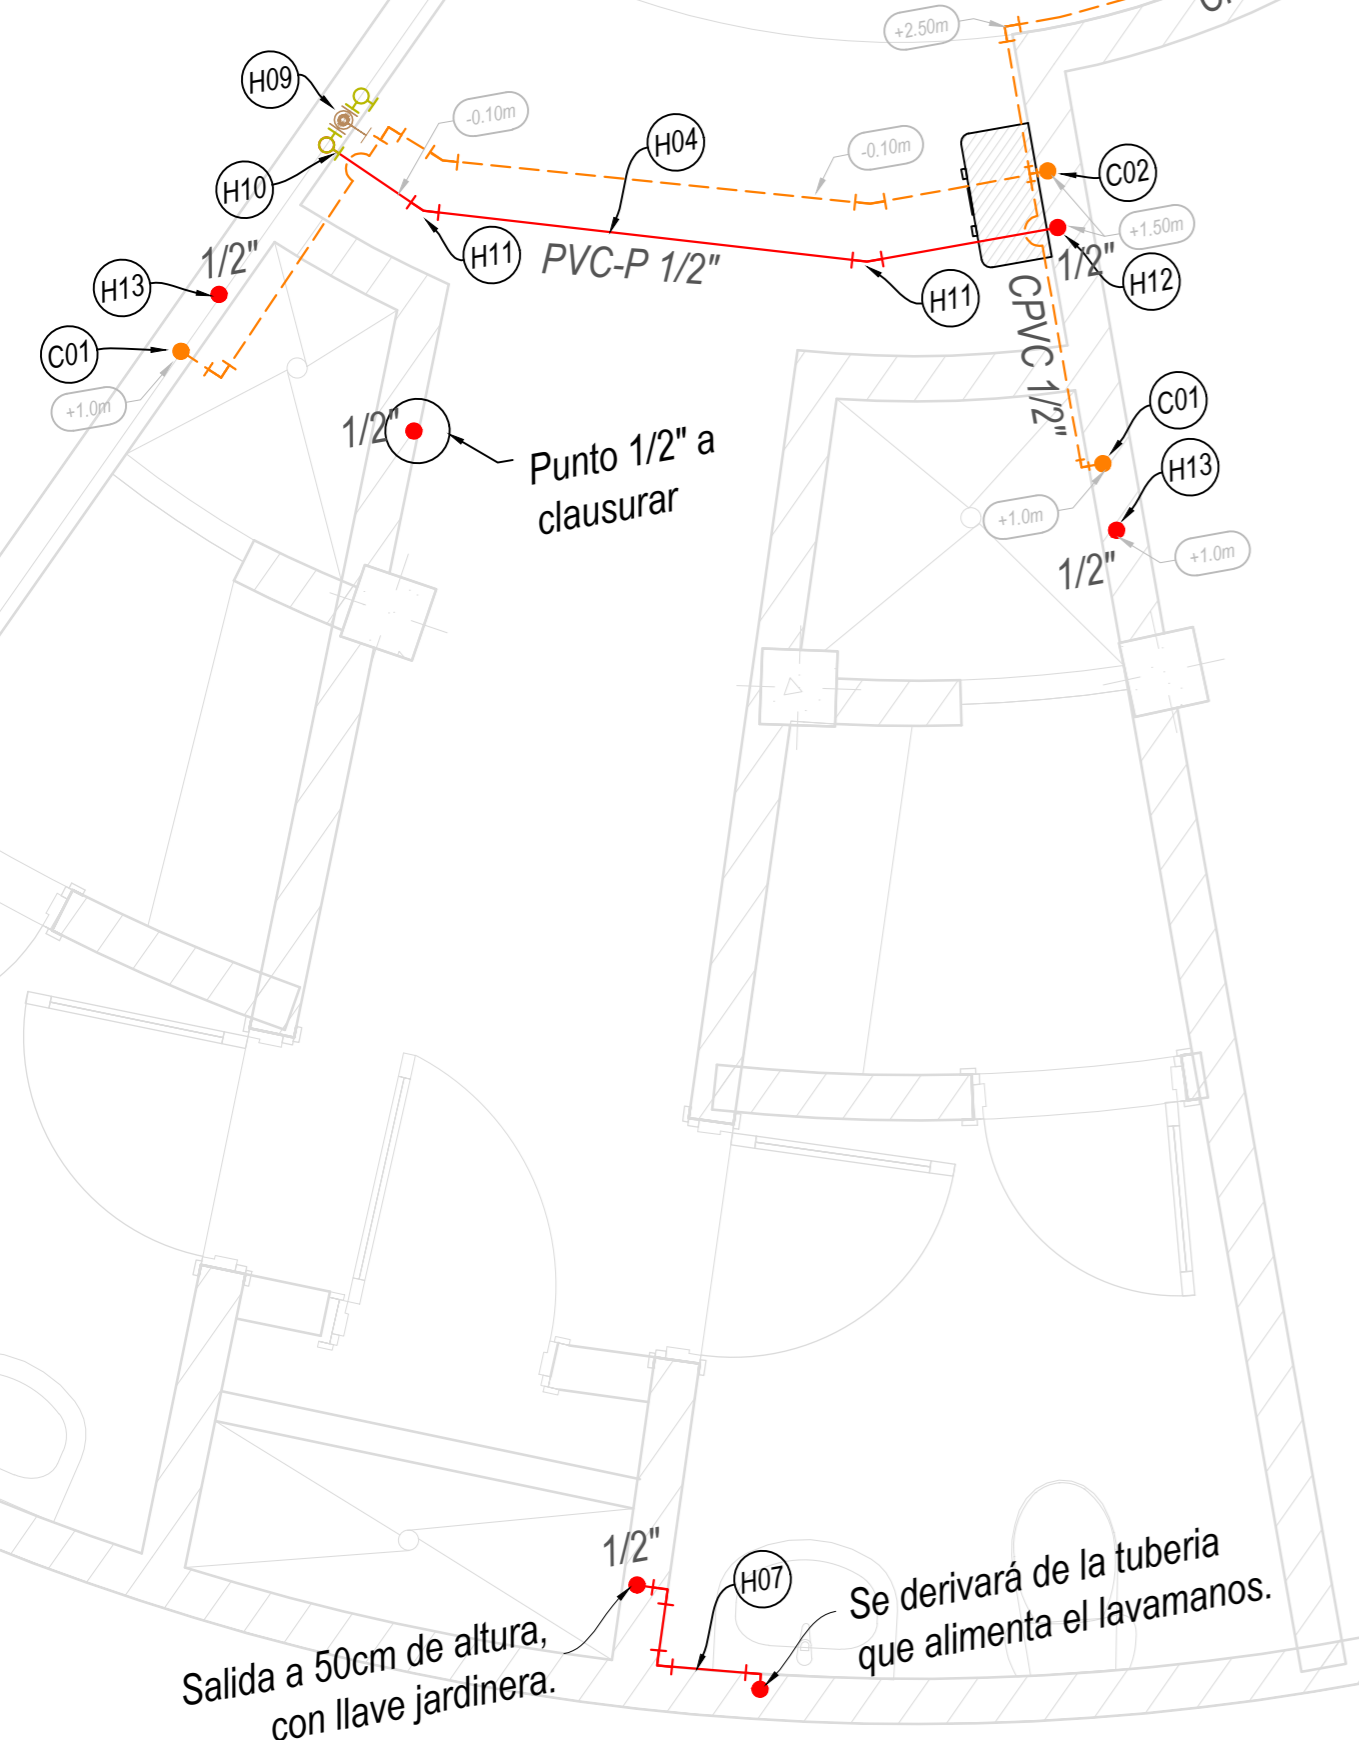 +2.50m
H09
-0.10m
H04
-0.10m
C02
H10
+1.50m
1/2"
H11
PVC-P 1/2"
1/2"
H13
H11
H12
C01
CPVC 1/2"
+1.0m
1/2"
C01
Punto 1/2" a
clausurar
H13
+1.0m
1/2"
+1.0m
1/2"
H07
Se derivará de la tuberia
que alimenta el lavamanos.
Salida a 50cm de altura,
con llave jardinera.